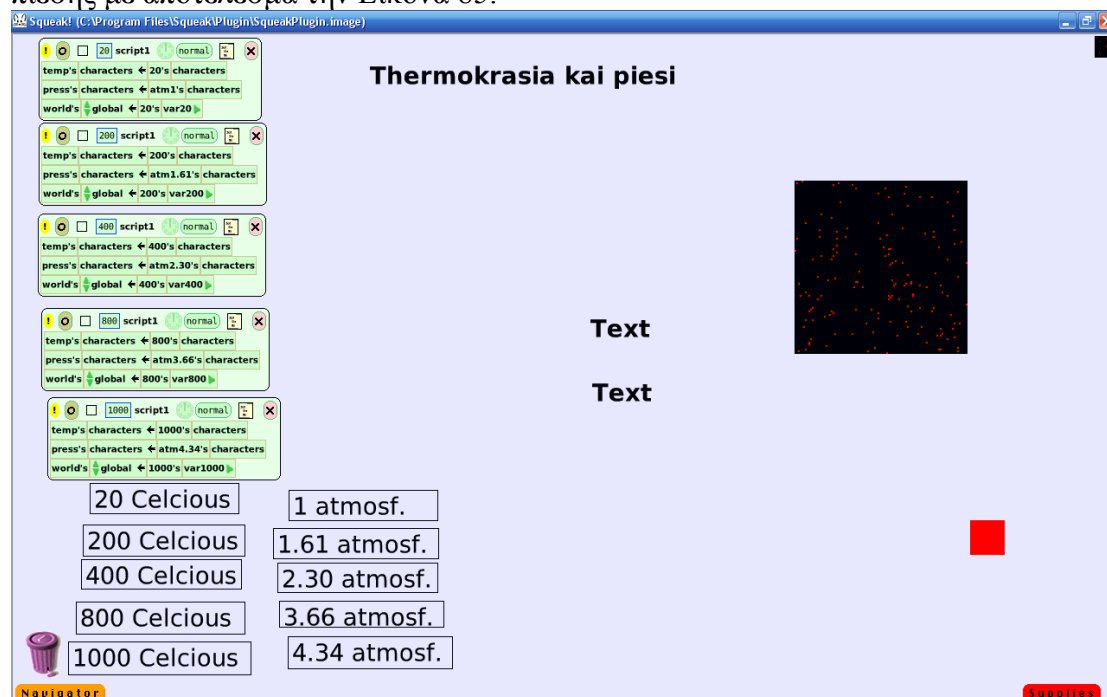 πίεσης με αποτέλεσμα την Εικόνα 85.
Squeak! (C:\Program Files\Squeak\Plugin\SqueakPlugin.image)
Thermokrasia kai piesi
! 20 script1 normal
temp's characters ← 20's characters
press's characters ← atm1's characters
world's global ← 20's var20
! 200 script1 normal
temp's characters ← 200's characters
press's characters ← atm1.61's characters
world's global ← 200's var200
! 400 script1 normal
temp's characters ← 400's characters
press's characters ← atm2.30's characters
world's global ← 400's var400
! 800 script1 normal
temp's characters ← 800's characters
press's characters ← atm3.66's characters
world's global ← 800's var800
! 1000 script1 normal
temp's characters ← 1000's characters
press's characters ← atm4.34's characters
world's global ← 1000's var1000
Text
Text
20 Celcious
1 atmosf.
200 Celcious
1.61 atmosf.
400 Celcious
2.30 atmosf.
800 Celcious
3.66 atmosf.
1000 Celcious
4.34 atmosf.
Navigator
Supplies